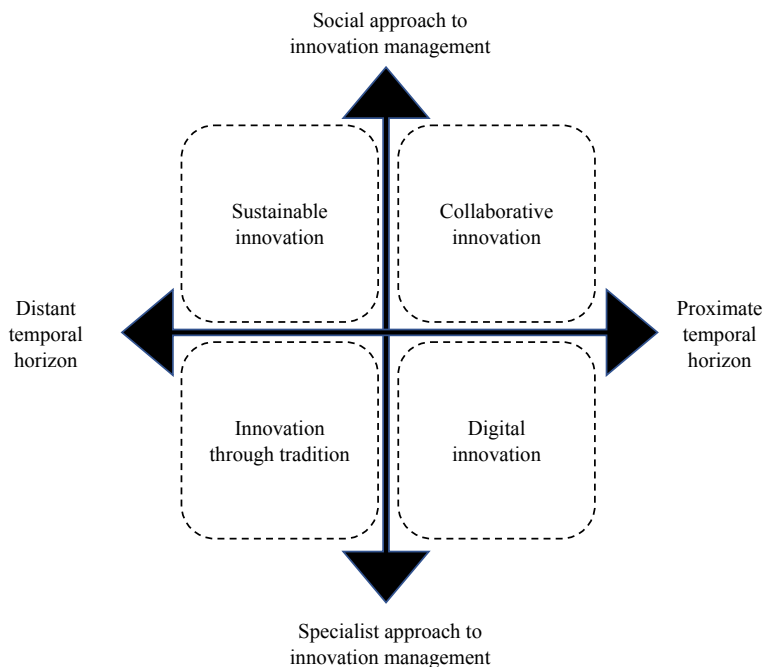 Social approach to
innovation management
Sustainable
innovation
Collaborative
innovation
Distant
temporal
horizon
Proximate
temporal
horizon
Innovation
through tradition
Digital
innovation
Specialist approach to
innovation management